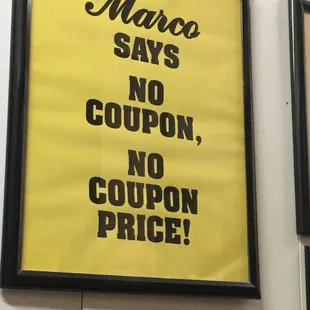 Marco
SAYS
NO
COUPON,
NO
COUPON
PRICE!